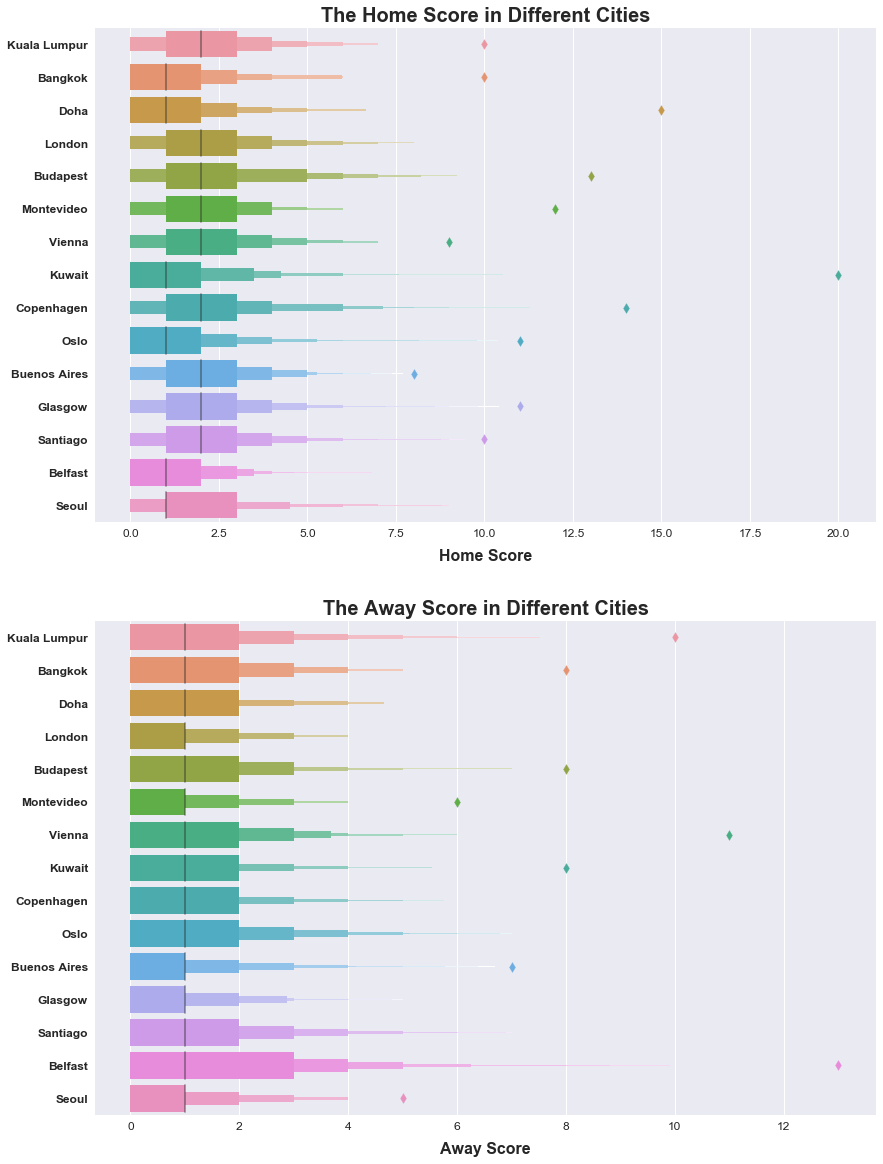 The Home Score in Different Cities
Kuala Lumpur
Bangkok
Doha
London
Budapest
Montevideo
Vienna
Kuwait
Copenhagen
Oslo
Buenos Aires
Glasgow
Santiago
Belfast
Seoul
0.0 2.5 5.0 7.5 10.0 12.5 15.0 17.5 20.0
Home Score
The Away Score in Different Cities
Kuala Lumpur
Bangkok
Doha
London
Budapest
Montevideo
Vienna
Kuwait
Copenhagen
Oslo
Buenos Aires
Glasgow
Santiago
Belfast
Seoul
0 2 4 6 8 10 12
Away Score